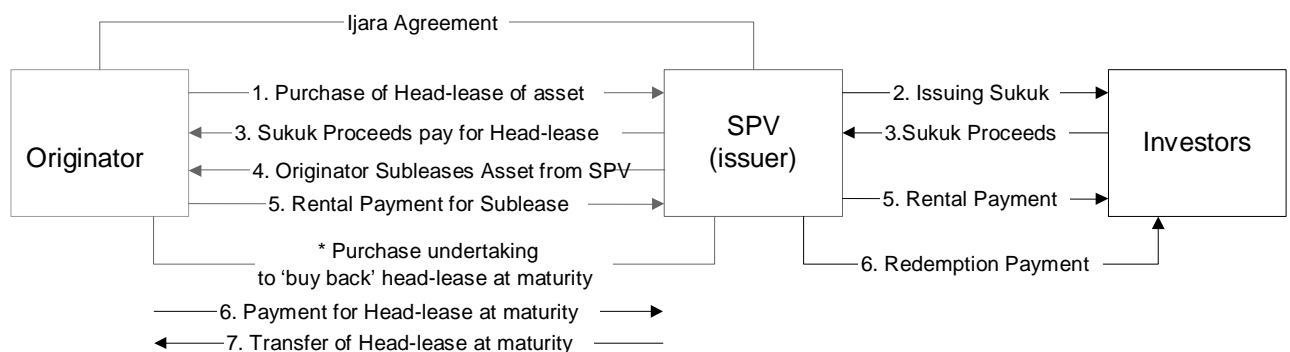 Ijara Agreement
1. Purchase of Head-lease of asset
2. Issuing Sukuk
3. Sukuk Proceeds pay for Head-lease
3.Sukuk Proceeds
Originator
SPV
(issuer)
Investors
4. Originator Subleases Asset from SPV
5. Rental Payment for Sublease
5. Rental Payment
* Purchase undertaking
to ‘buy back’ head-lease at maturity
6. Redemption Payment
6. Payment for Head-lease at maturity
7. Transfer of Head-lease at maturity